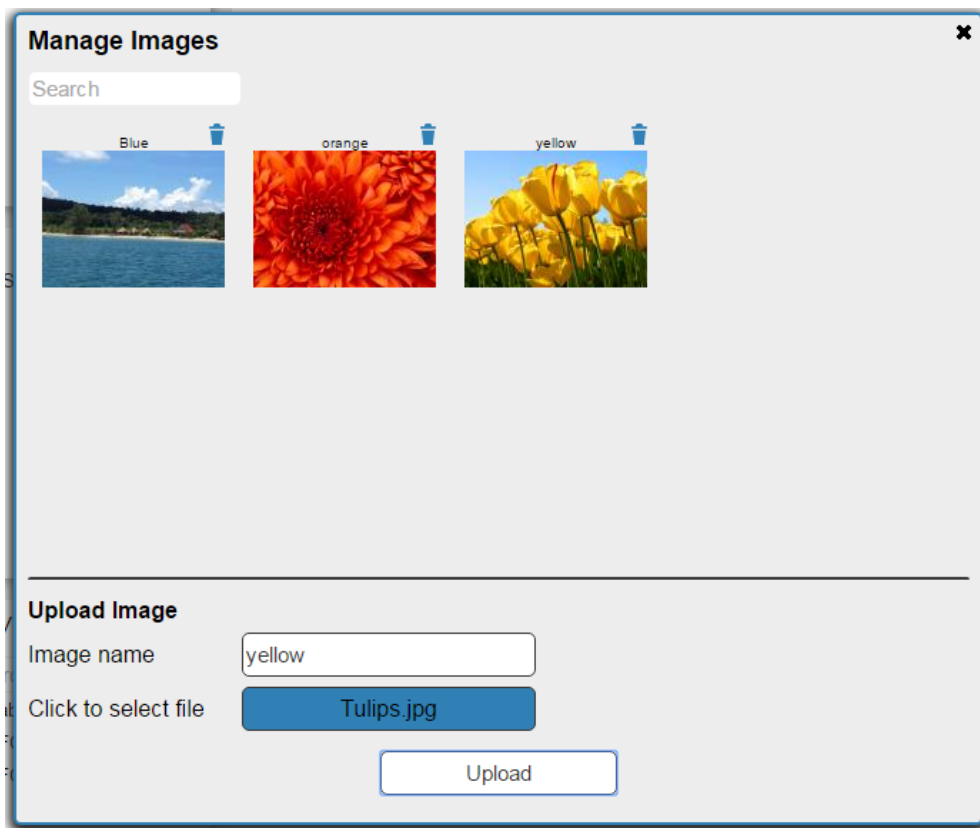 Manage Images
Search
Blue orange yellow
Upload Image
Image name yellow
Click to select file Tulips.jpg
Upload